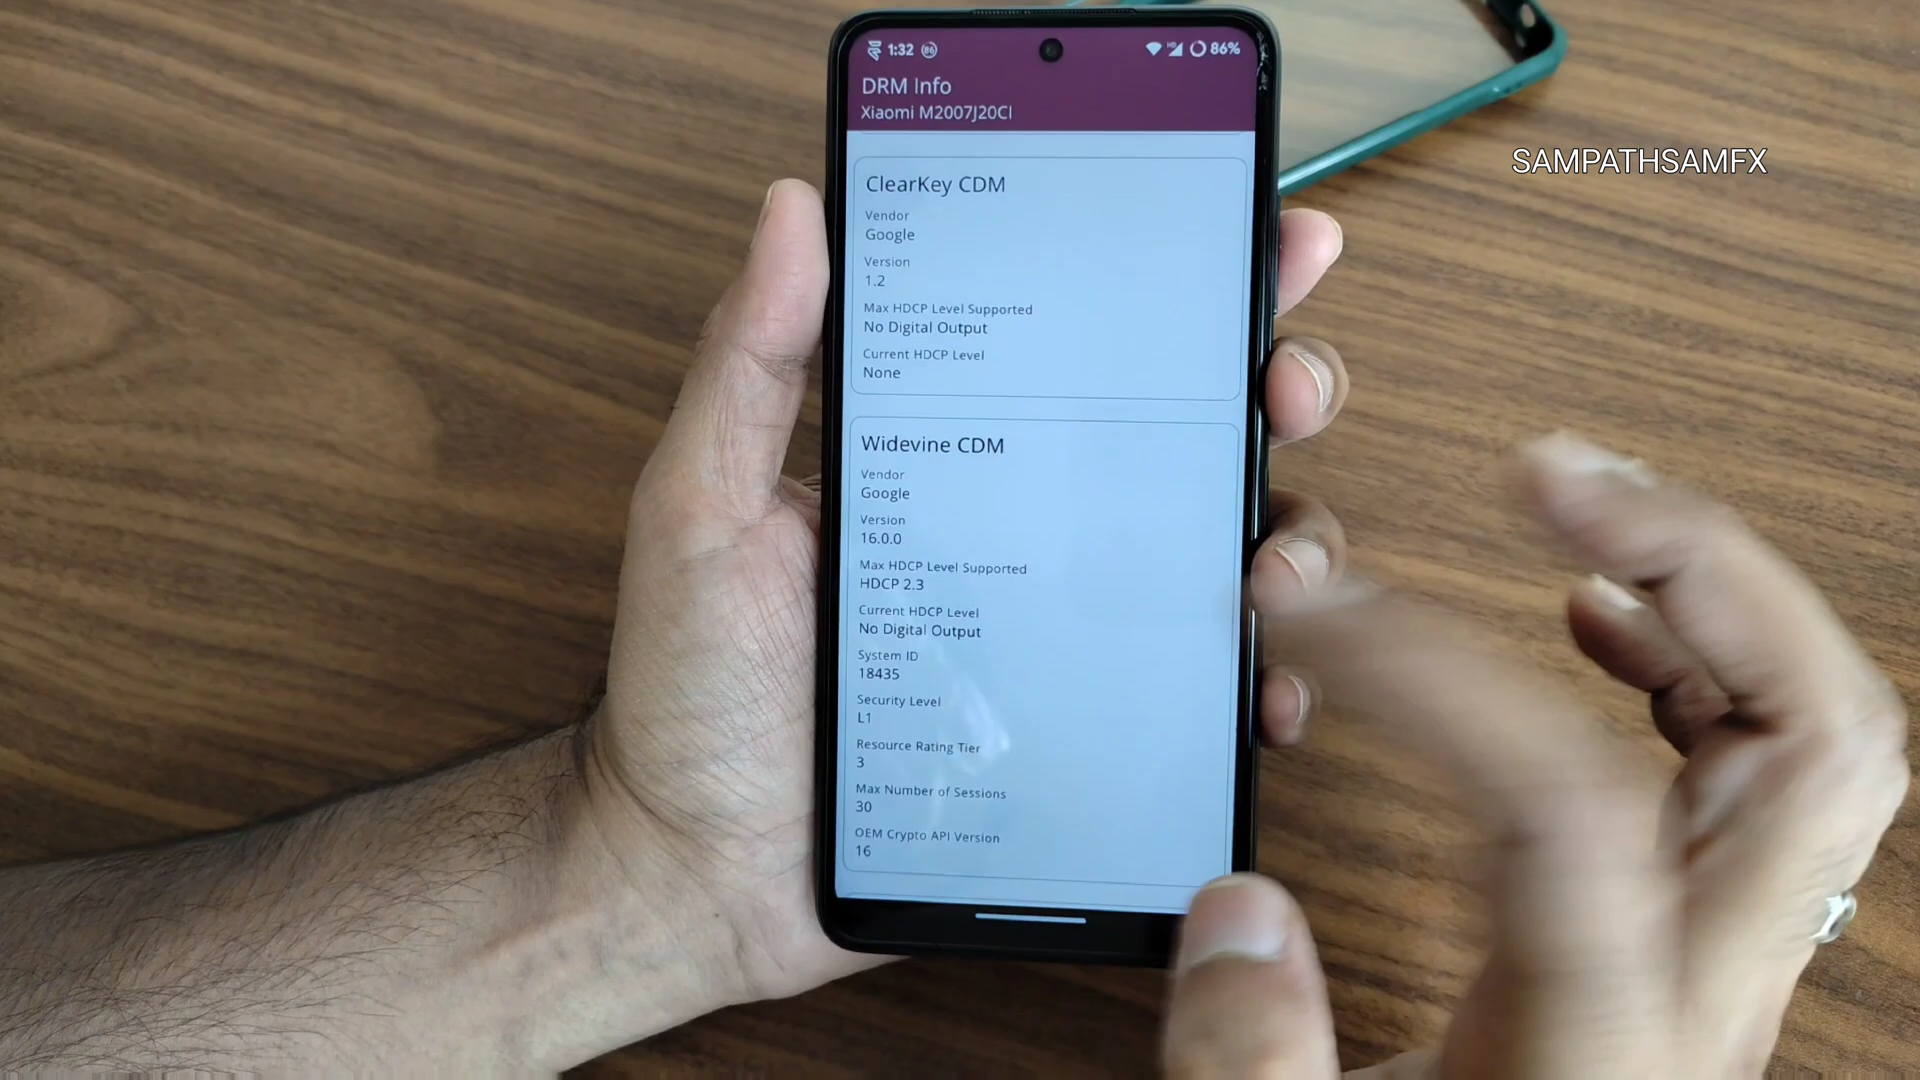 1:32 86 HD 86%
DRM Info
Xiaomi M2007J20CI
SAMPATHSAMFX
ClearKey CDM
Vendor
Google
Version
1.2
Max HDCP Level Supported
No Digital Output
Current HDCP Level
None
Widevine CDM
Vendor
Google
Version
16.0.0
Max HDCP Level Supported
HDCP 2.3
Current HDCP Level
No Digital Output
System ID
18435
Security Level
L1
Resource Rating Tier
3
Max Number of Sessions
30
OEM Crypto API Version
16